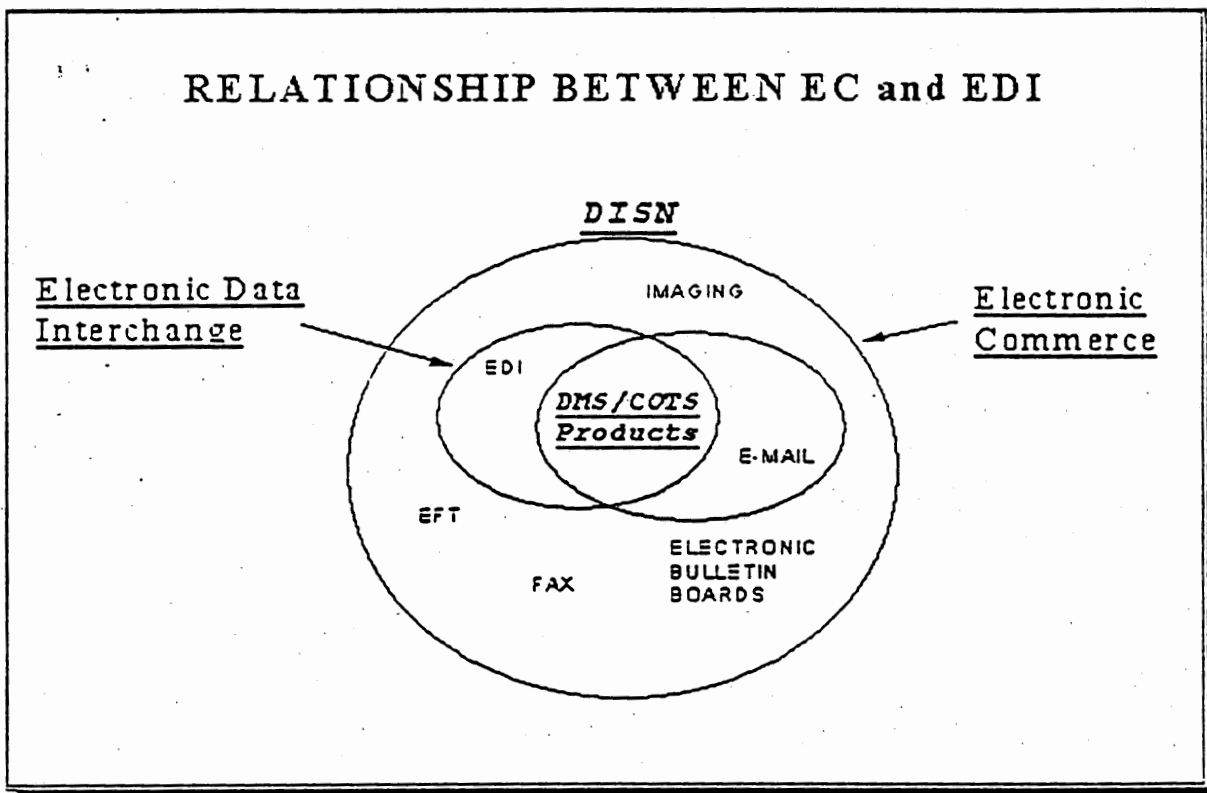 RELATIONSHIP BETWEEN EC and EDI
DISN
IMAGING
Electronic Data
Interchange
Electronic
Commerce
EDI
DMS/COTS
Products
E-MAIL
EFT
ELECTRONIC
BULLETIN
BOARDS
FAX